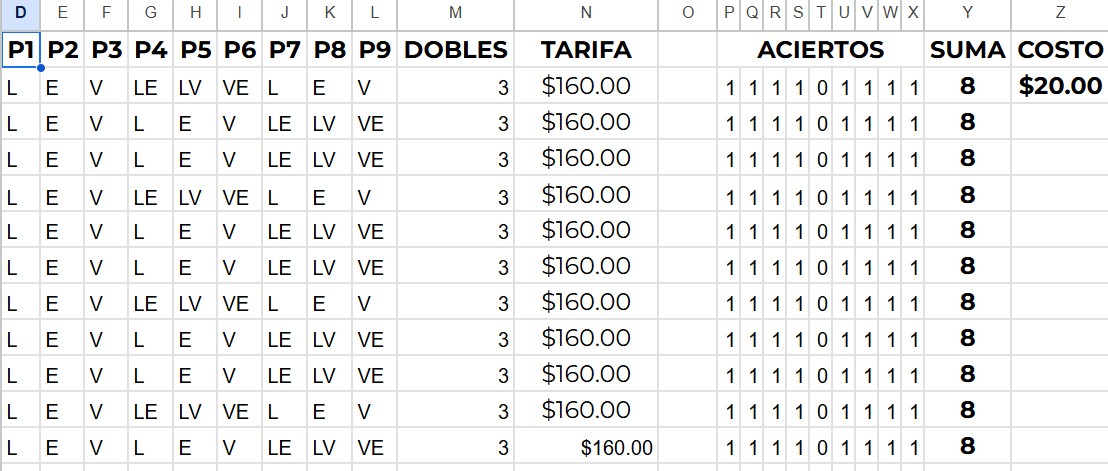 D E F G H I J K L M N O P Q R S T U V W X Y Z
P1 P2 P3 P4 P5 P6 P7 P8 P9 DOBLES TARIFA ACIERTOS SUMA COSTO
L E V LE LV VE L E V 3 $160.00 1 1 1 1 0 1 1 1 1 8 $20.00
L E V L E V LE LV VE 3 $160.00 1 1 1 1 0 1 1 1 1 8
L E V L E V LE LV VE 3 $160.00 1 1 1 1 0 1 1 1 1 8
L E V LE LV VE L E V 3 $160.00 1 1 1 1 0 1 1 1 1 8
L E V L E V LE LV VE 3 $160.00 1 1 1 1 0 1 1 1 1 8
L E V L E V LE LV VE 3 $160.00 1 1 1 1 0 1 1 1 1 8
L E V LE LV VE L E V 3 $160.00 1 1 1 1 0 1 1 1 1 8
L E V L E V LE LV VE 3 $160.00 1 1 1 1 0 1 1 1 1 8
L E V L E V LE LV VE 3 $160.00 1 1 1 1 0 1 1 1 1 8
L E V LE LV VE L E V 3 $160.00 1 1 1 1 0 1 1 1 1 8
L E V L E V LE LV VE 3 $160.00 1 1 1 1 0 1 1 1 1 8